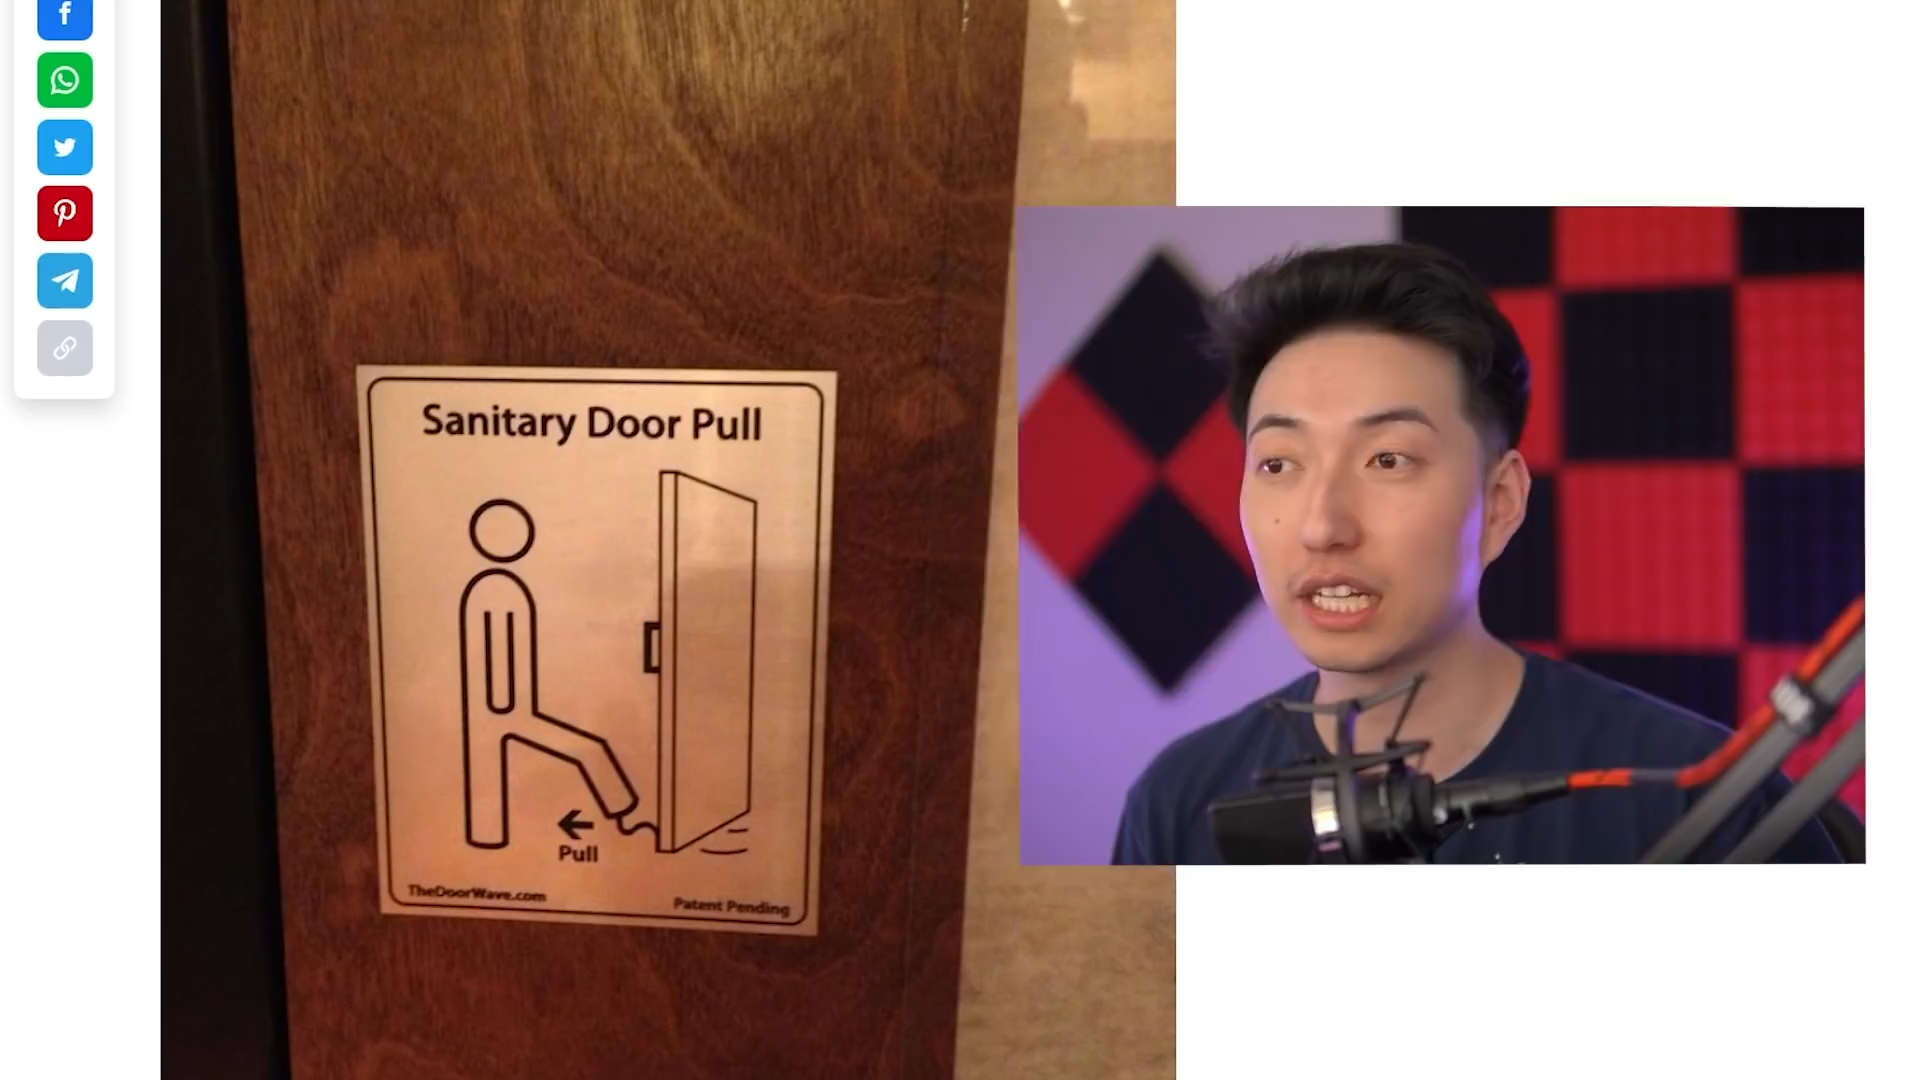 Sanitary Door Pull
Pull
TheDoorWave.com
Patent Pending